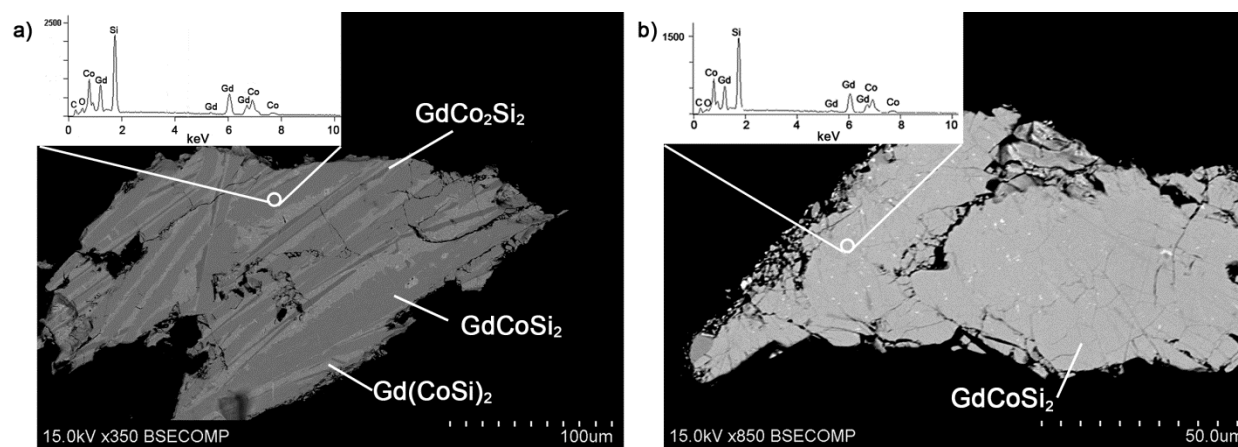 a)
2500
Si
Co
Gd
C O
Gd
Gd
Gd
Co
Co
0 2 4 6 8 10
keV
GdCo₂Si₂
GdCoSi₂
Gd(CoSi)₂
15.0kV x350 BSECOMP
100um
b)
1500
Si
Co
Gd
C O
Gd
Gd
Gd
Co
Co
0 2 4 6 8 10
keV
GdCoSi₂
15.0kV x850 BSECOMP
50.0um